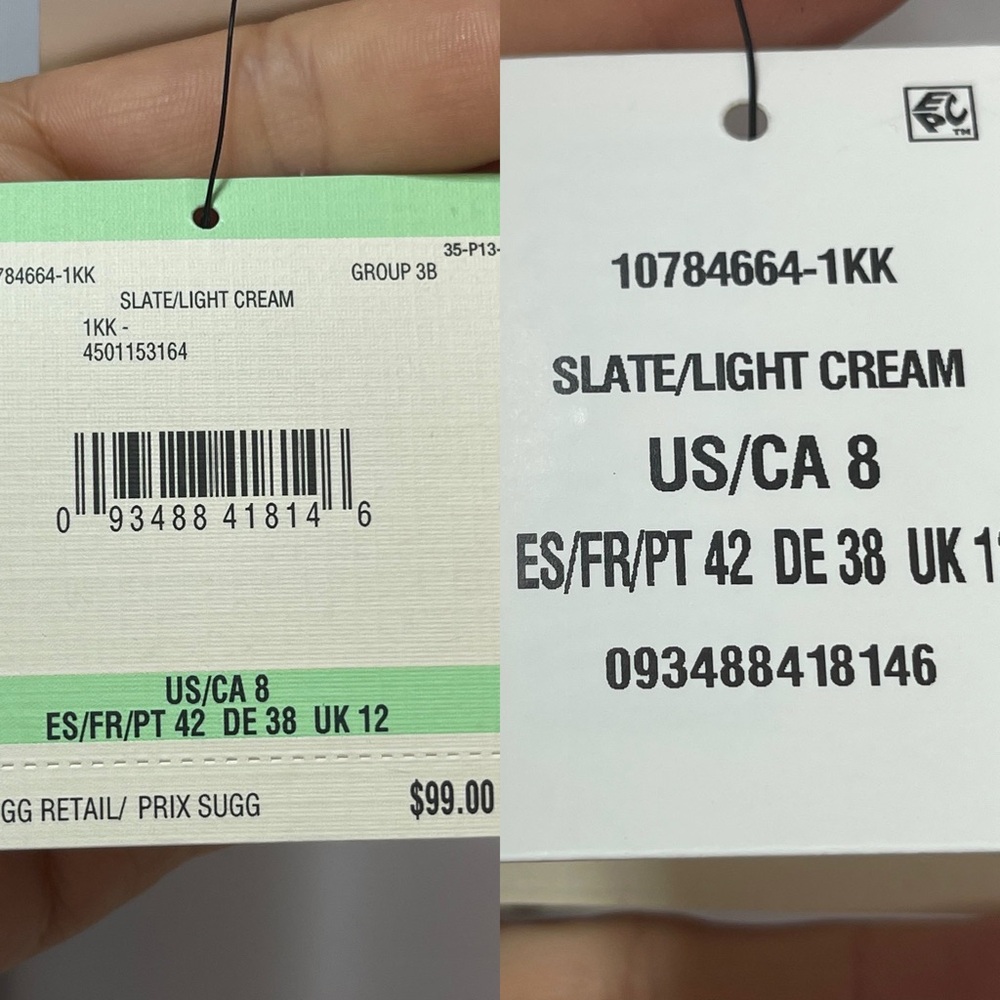 35-P13-
784664-1KK GROUP 3B
SLATE/LIGHT CREAM
1KK -
4501153164
0 93488 41814 6
US/CA 8
ES/FR/PT 42 DE 38 UK 12
GG RETAIL/ PRIX SUGG $99.00
EPC TM
10784664-1KK
SLATE/LIGHT CREAM
US/CA 8
ES/FR/PT 42 DE 38 UK 1
093488418146